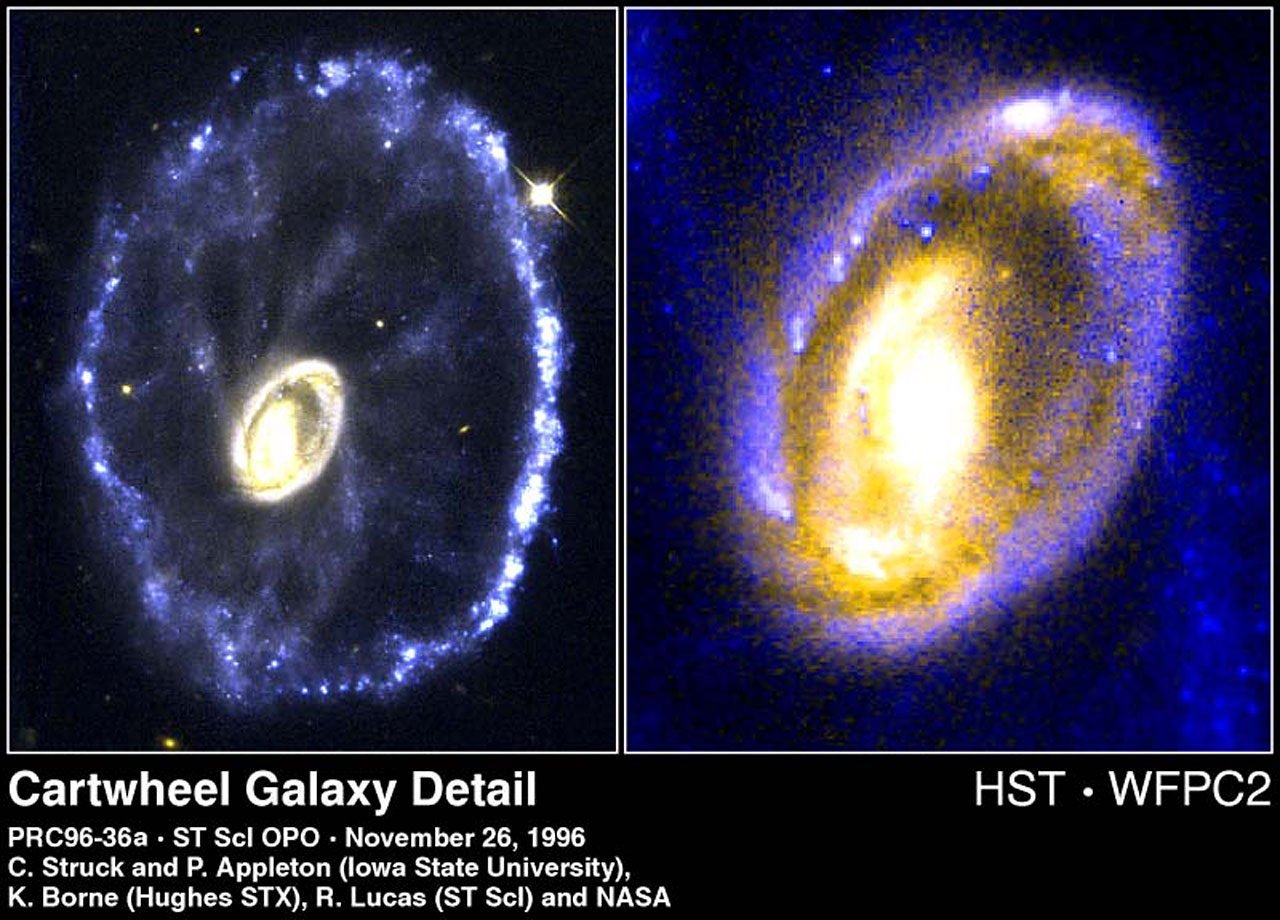 Cartwheel Galaxy Detail
HST • WFPC2
PRC96-36a • ST ScI OPO • November 26, 1996
C. Struck and P. Appleton (Iowa State University),
K. Borne (Hughes STX), R. Lucas (ST ScI) and NASA